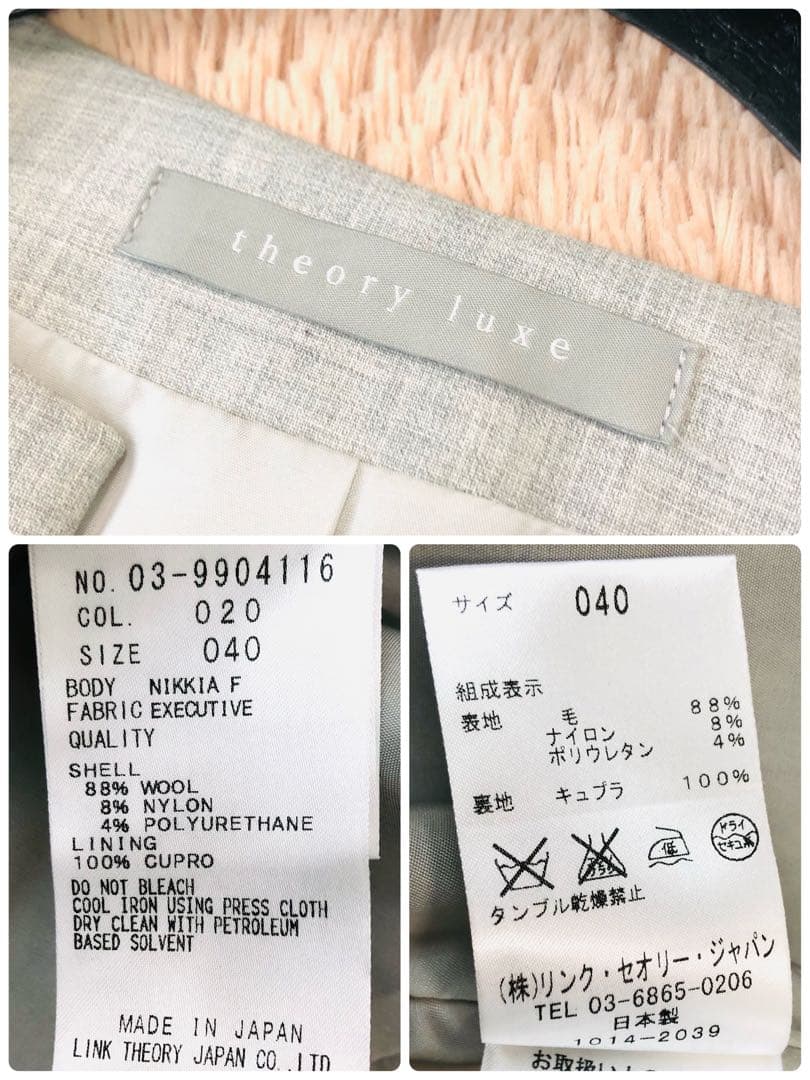 theory luxe
NO. 03-9904116
COL. 020
SIZE 040
BODY NIKKIA F
FABRIC EXECUTIVE
QUALITY
SHELL
88% WOOL
8% NYLON
4% POLYURETHANE
LINING
100% CUPRO
DO NOT BLEACH
COOL IRON USING PRESS CLOTH
DRY CLEAN WITH PETROLEUM
BASED SOLVENT
MADE IN JAPAN
LINK THEORY JAPAN CO.,LTD
サイズ 040
組成表示
表地 毛 88%
ナイロン 8%
ポリウレタン 4%
裏地 キュプラ 100%
エンソサラシ 低 ドライ セキユ系
タンブル乾燥禁止
(株)リンク・セオリー・ジャパン
TEL 03-6865-0206
日本製
1014-2039